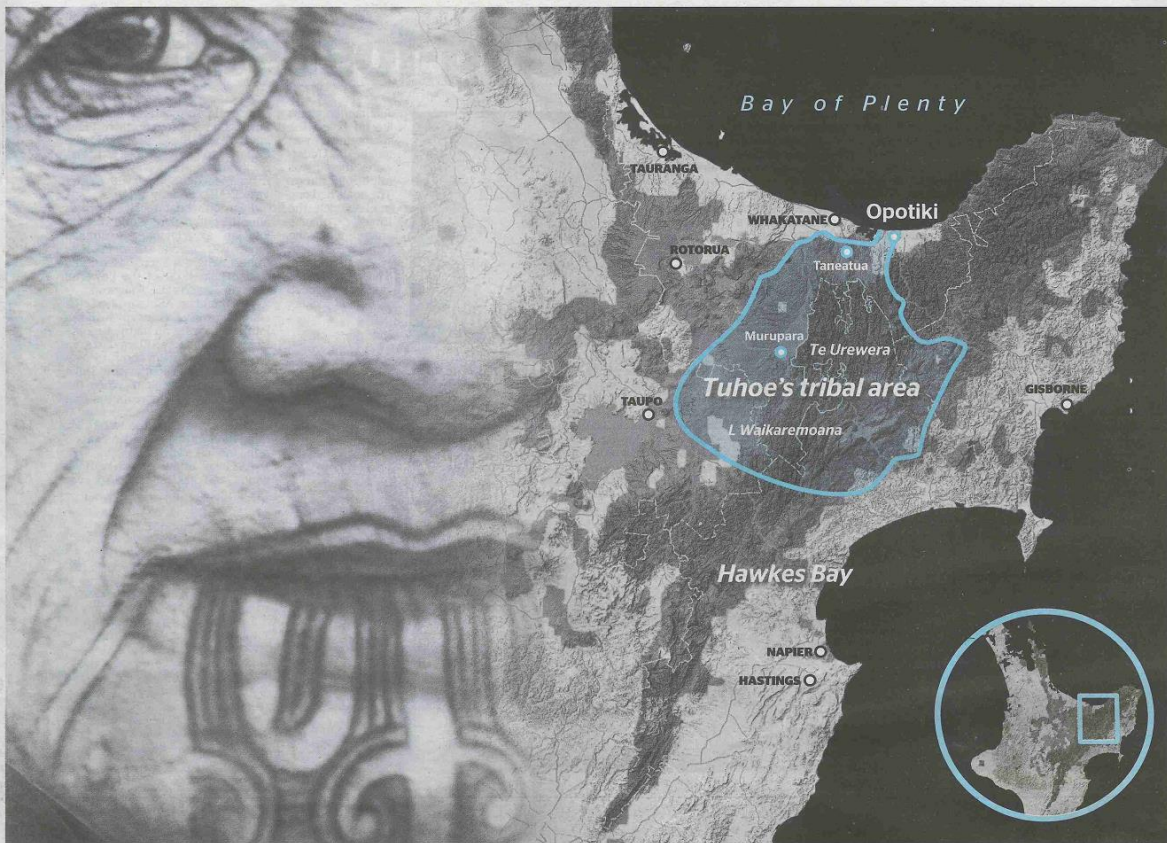 Bay of Plenty
TAURANGA
WHAKATANE
Opotiki
ROTORUA
Taneatua
Murupara
Te Urewera
Tuhoe's tribal area
TAUPO
GISBORNE
L Waikaremoana
Hawkes Bay
NAPIER
HASTINGS